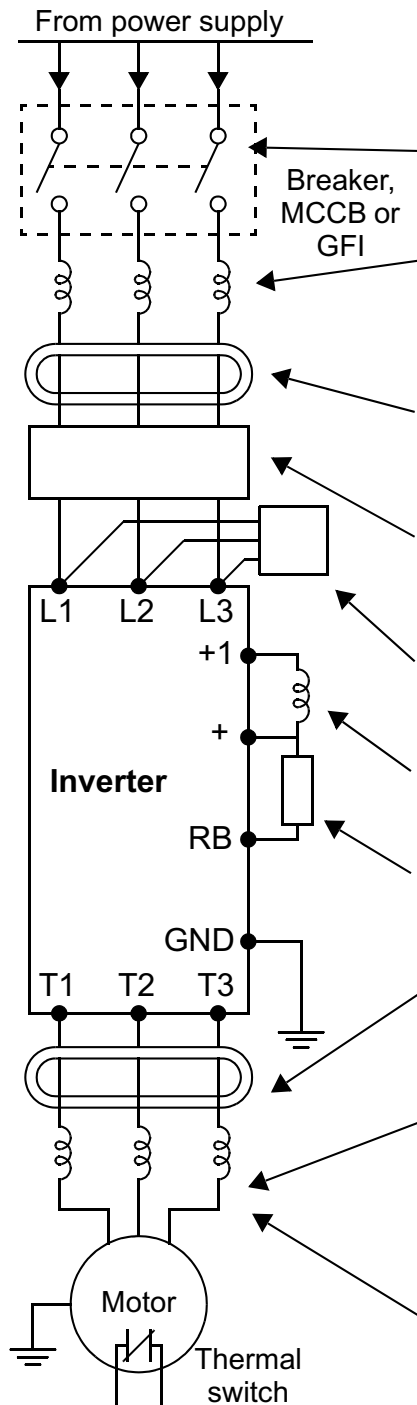 From power supply
Breaker,
MCCB or
GFI
L1 L2 L3
+1
+
Inverter
RB
GND
T1 T2 T3
Motor
Thermal
switch